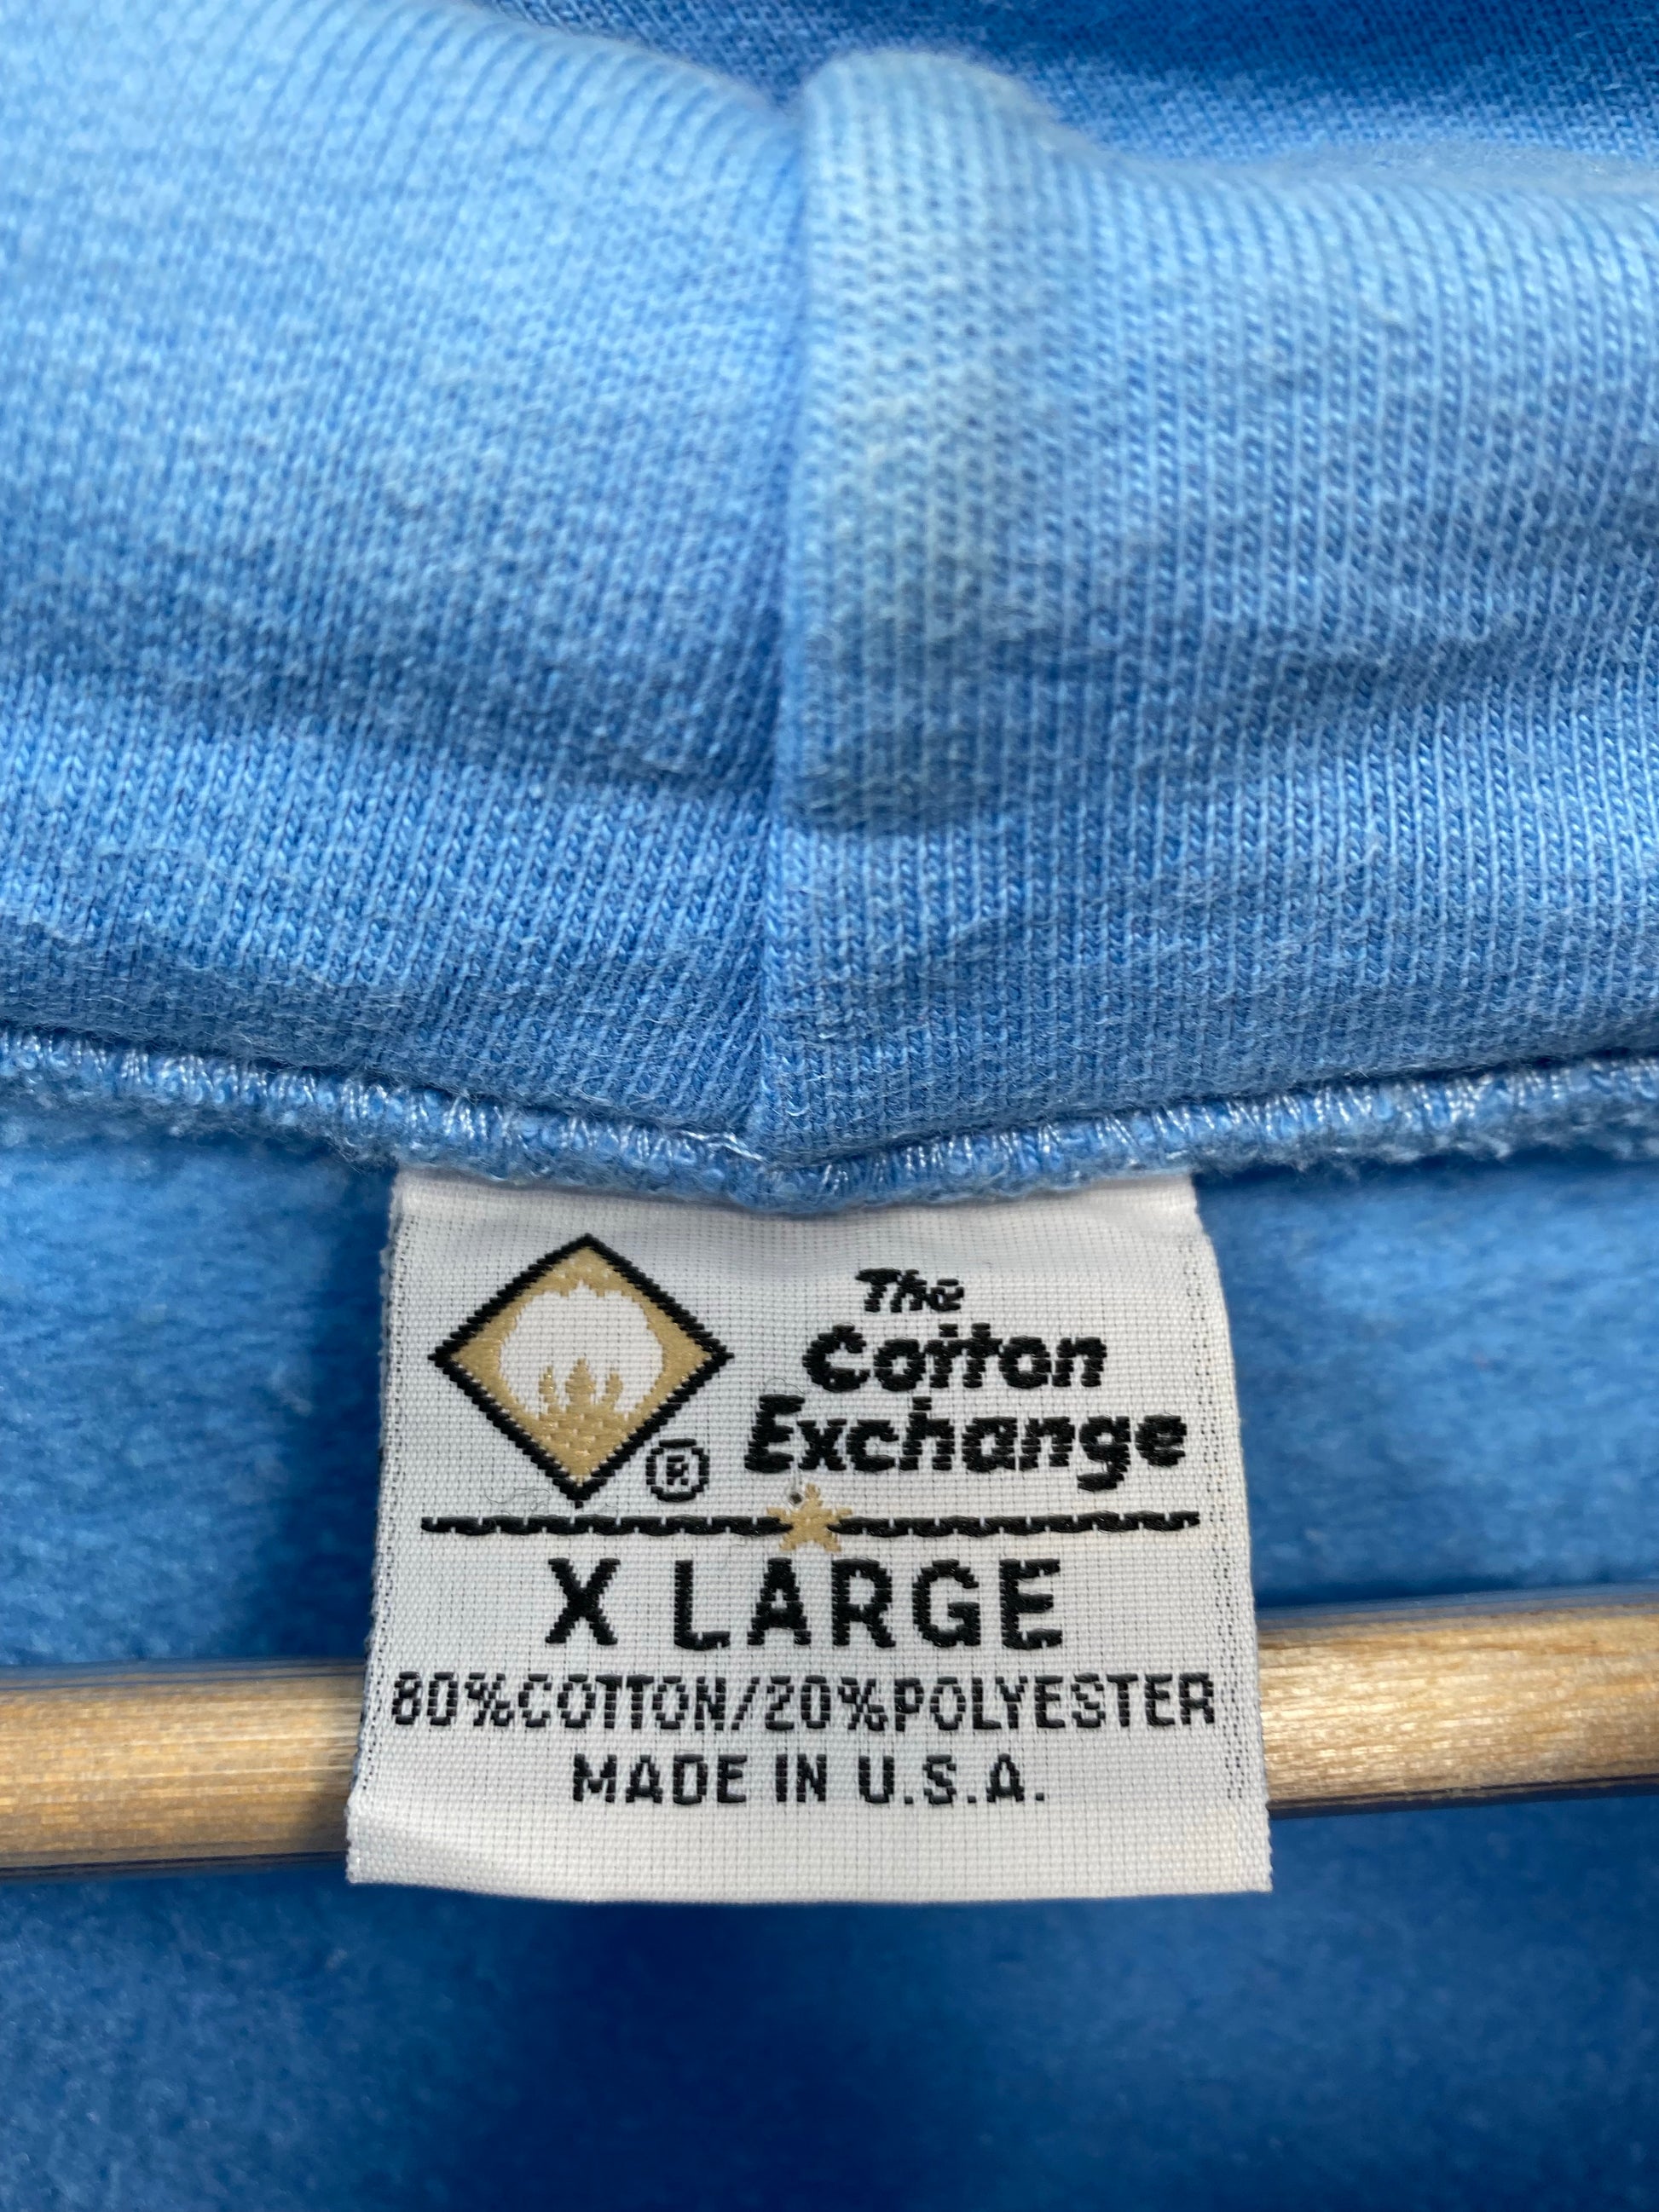 The
Cotton
Exchange
®
X LARGE
80%COTTON/20%POLYESTER
MADE IN U.S.A.